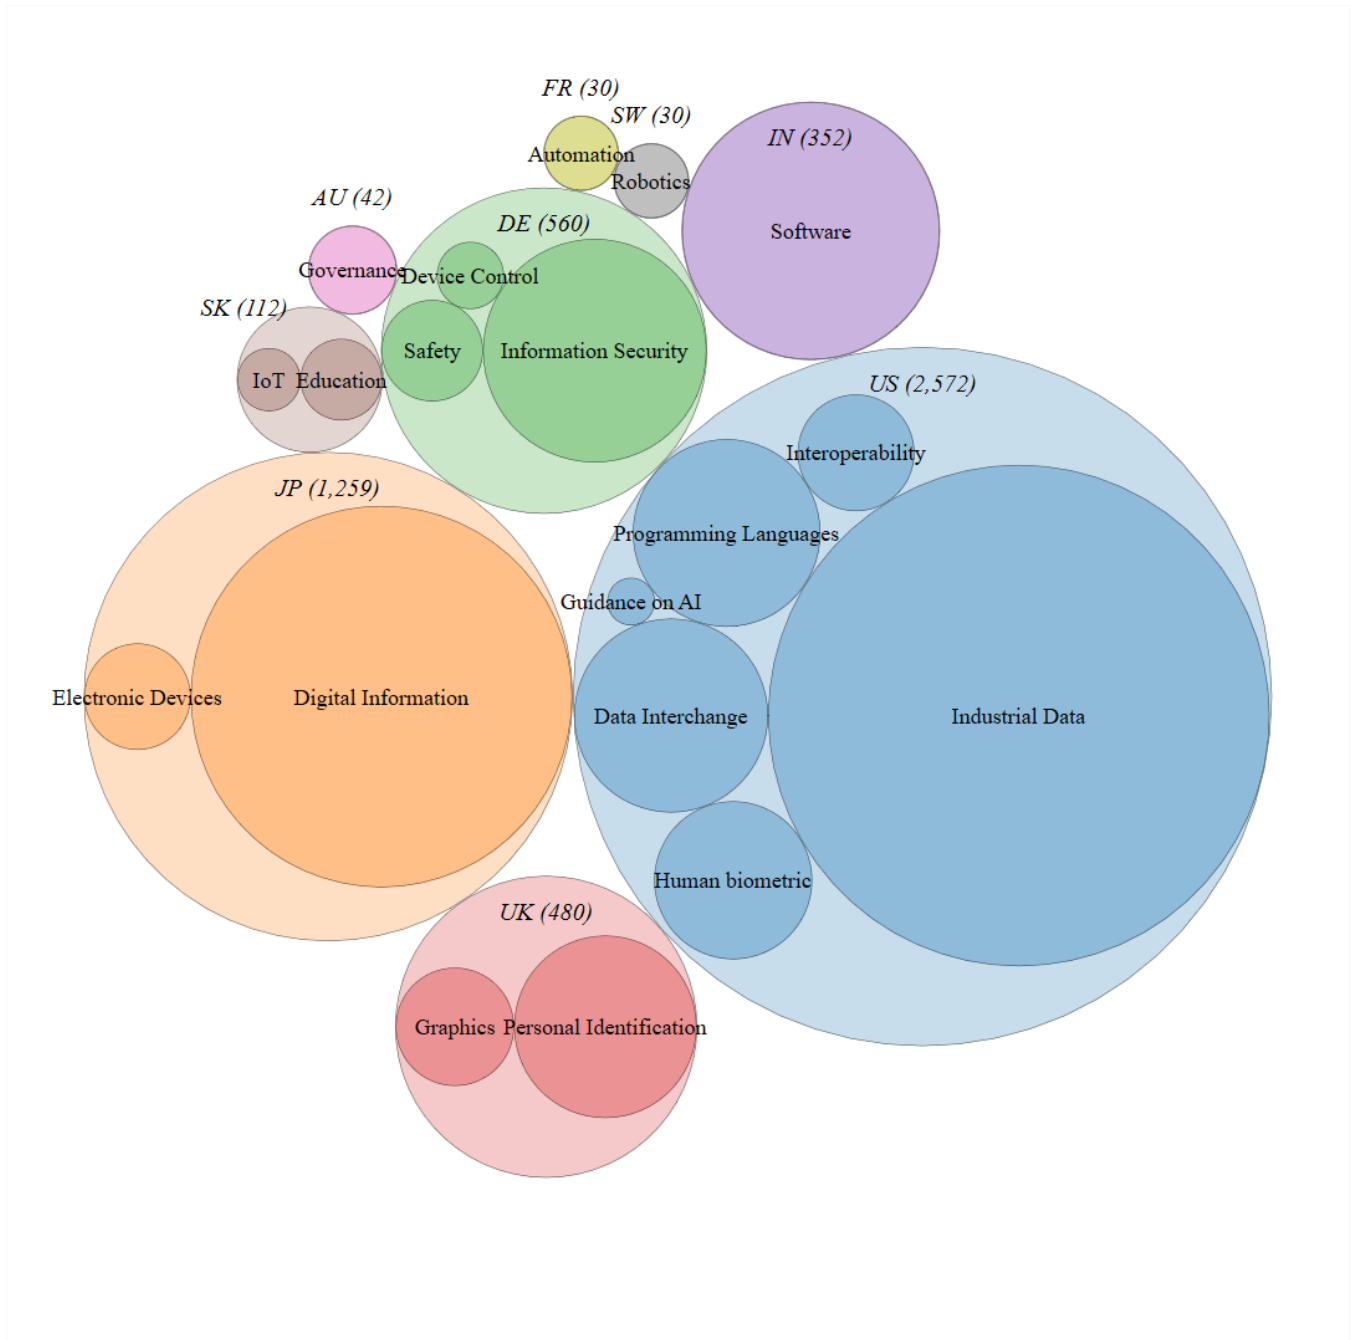 FR (30)
SW (30)
IN (352)
Automation
Robotics
AU (42)
DE (560)
Software
Governance
Device Control
SK (112)
Safety
Information Security
IoT
Education
US (2,572)
Interoperability
JP (1,259)
Programming Languages
Guidance on AI
Electronic Devices
Digital Information
Data Interchange
Industrial Data
Human biometric
UK (480)
Graphics
Personal Identification